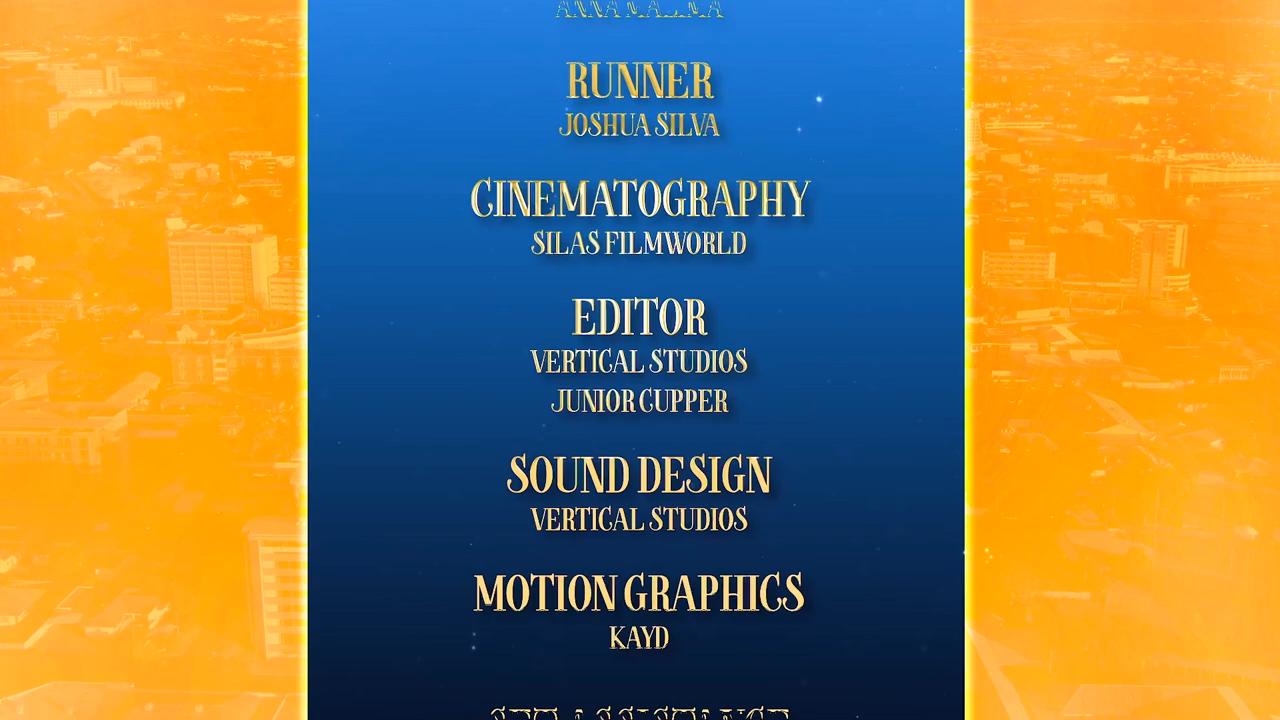 RUNNER
JOSHUA SILVA
CINEMATOGRAPHY
SILAS FILMWORLD
EDITOR
VERTICAL STUDIOS
JUNIOR CUPPER
SOUND DESIGN
VERTICAL STUDIOS
MOTION GRAPHICS
KAYD